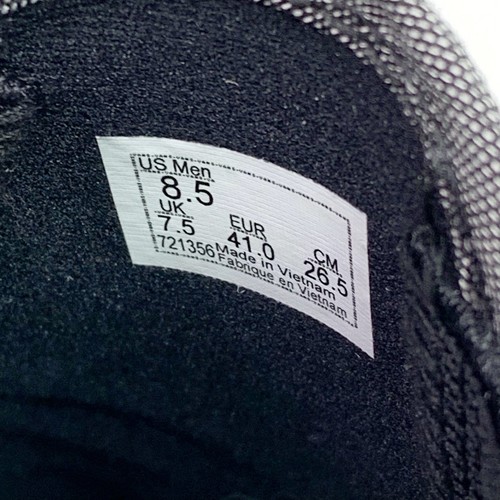 US Men
8.5
UK EUR CM
7.5 41.0 26.5
721356 Made in Vietnam
Fabrique en Vietnam